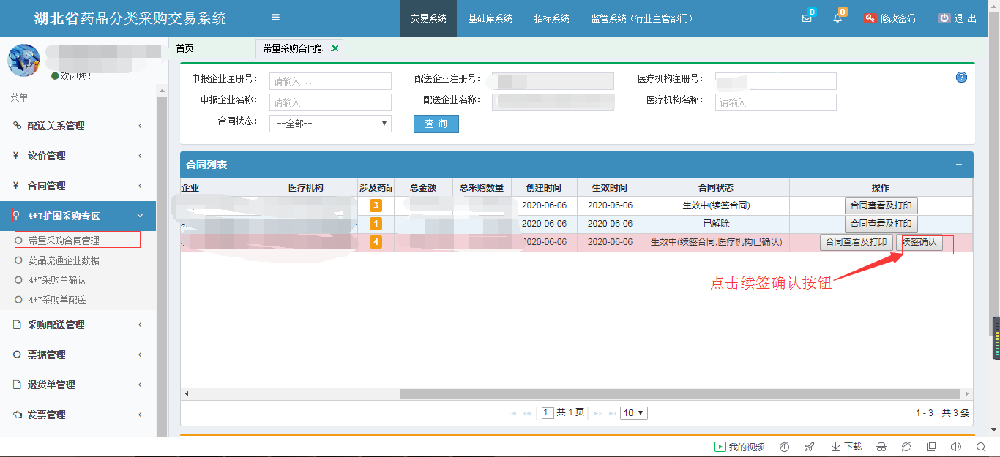 湖北省药品分类采购交易系统
交易系统
基础库系统
招标系统
监管系统（行业主管部门）
0
0
修改密码
退 出
欢迎您!
菜单
配送关系管理
议价管理
合同管理
4+7扩围采购专区
带量采购合同管理
药品流通企业数据
4+7采购单确认
4+7采购单配送
采购配送管理
票据管理
退货单管理
发票管理
首页
带量采购合同管...
申报企业注册号:
请输入...
配送企业注册号:
医疗机构注册号:
申报企业名称:
请输入...
配送企业名称:
医疗机构名称:
请输入...
合同状态:
--全部--
查 询
合同列表
企业 医疗机构 涉及药品 总金额 总采购数量 创建时间 生效时间 合同状态 操作
3 2020-06-06 2020-06-06 生效中(续签合同) 合同查看及打印
1 2020-06-06 2020-06-06 已解除 合同查看及打印
4 2020-06-06 2020-06-06 生效中(续签合同,医疗机构已确认) 合同查看及打印 续签确认
点击续签确认按钮
1 共 1 页 10
1 - 3 共 3 条
我的视频
下载